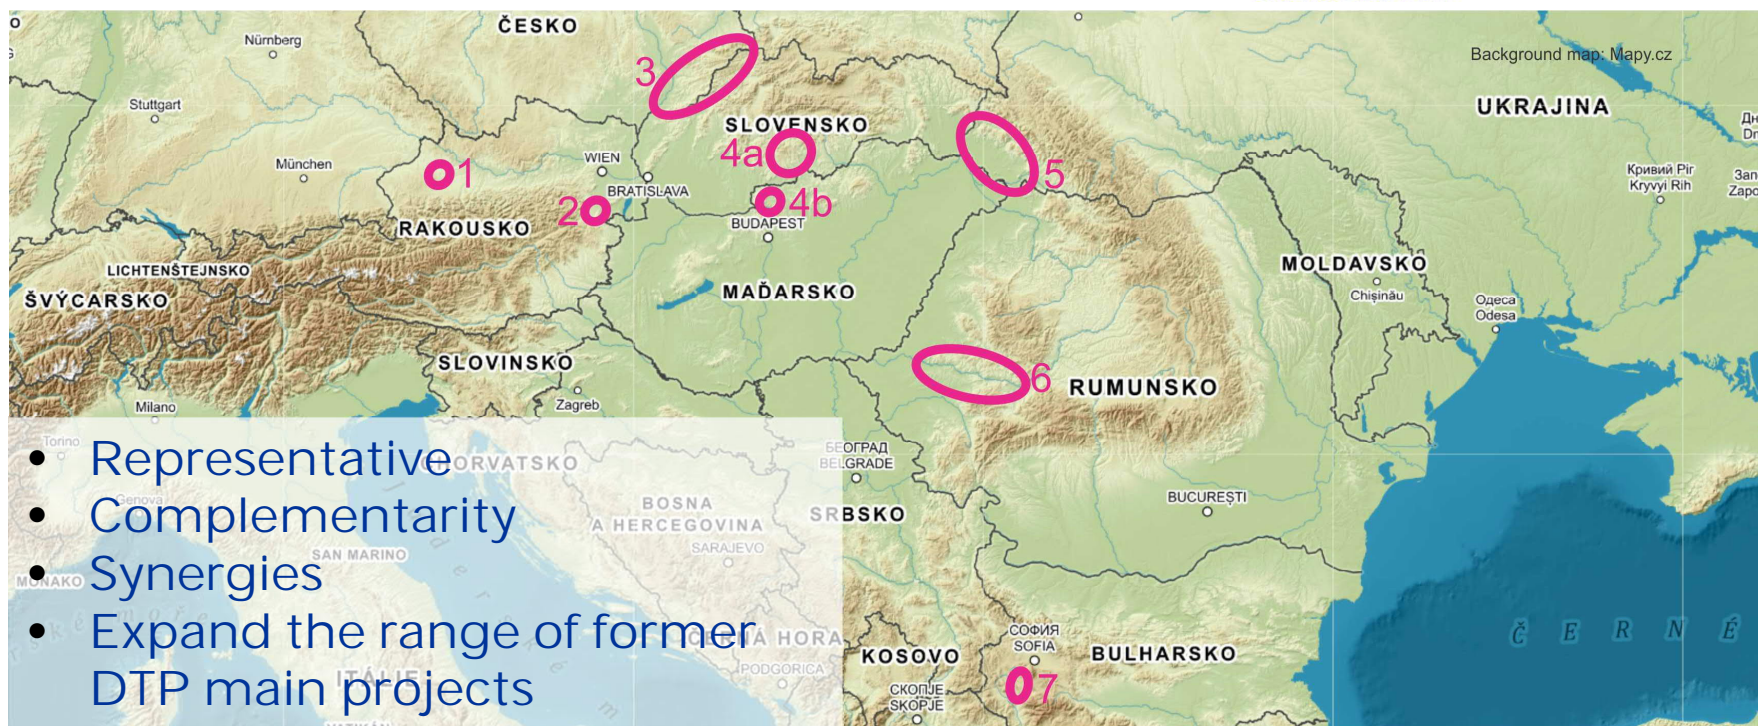 ČESKO
Nürnberg
Background map: Mapy.cz
3
Stuttgart
UKRAJINA
SLOVENSKO
4a
WIEN
München
1
5
Кривий Ріг
Kryvyi Rih
BRATISLAVA
2
4b
BUDAPEST
RAKOUSKO
LICHTENŠTEJNSKO
MOLDAVSKO
ŠVÝCARSKO
MAĎARSKO
Chișinău
Одеса
Odesa
SLOVINSKO
6
RUMUNSKO
Milano
Zagreb
Torino
БЕОГРАД
BELGRADE
• Representative
CHORVATSKO
Genova
BOSNA
A HERCEGOVINA
BUCUREȘTI
• Complementarity
SRBSKO
SAN MARINO
SARAJEVO
• Synergies
MONAKO
• Expand the range of former
DTP main projects
ČERNÁ HORA
PODGORICA
ITÁLIE
KOSOVO
СОФИЯ
SOFIA
BULHARSKO
ČERNÉ
СКОПЈЕ
SKOPJE
7